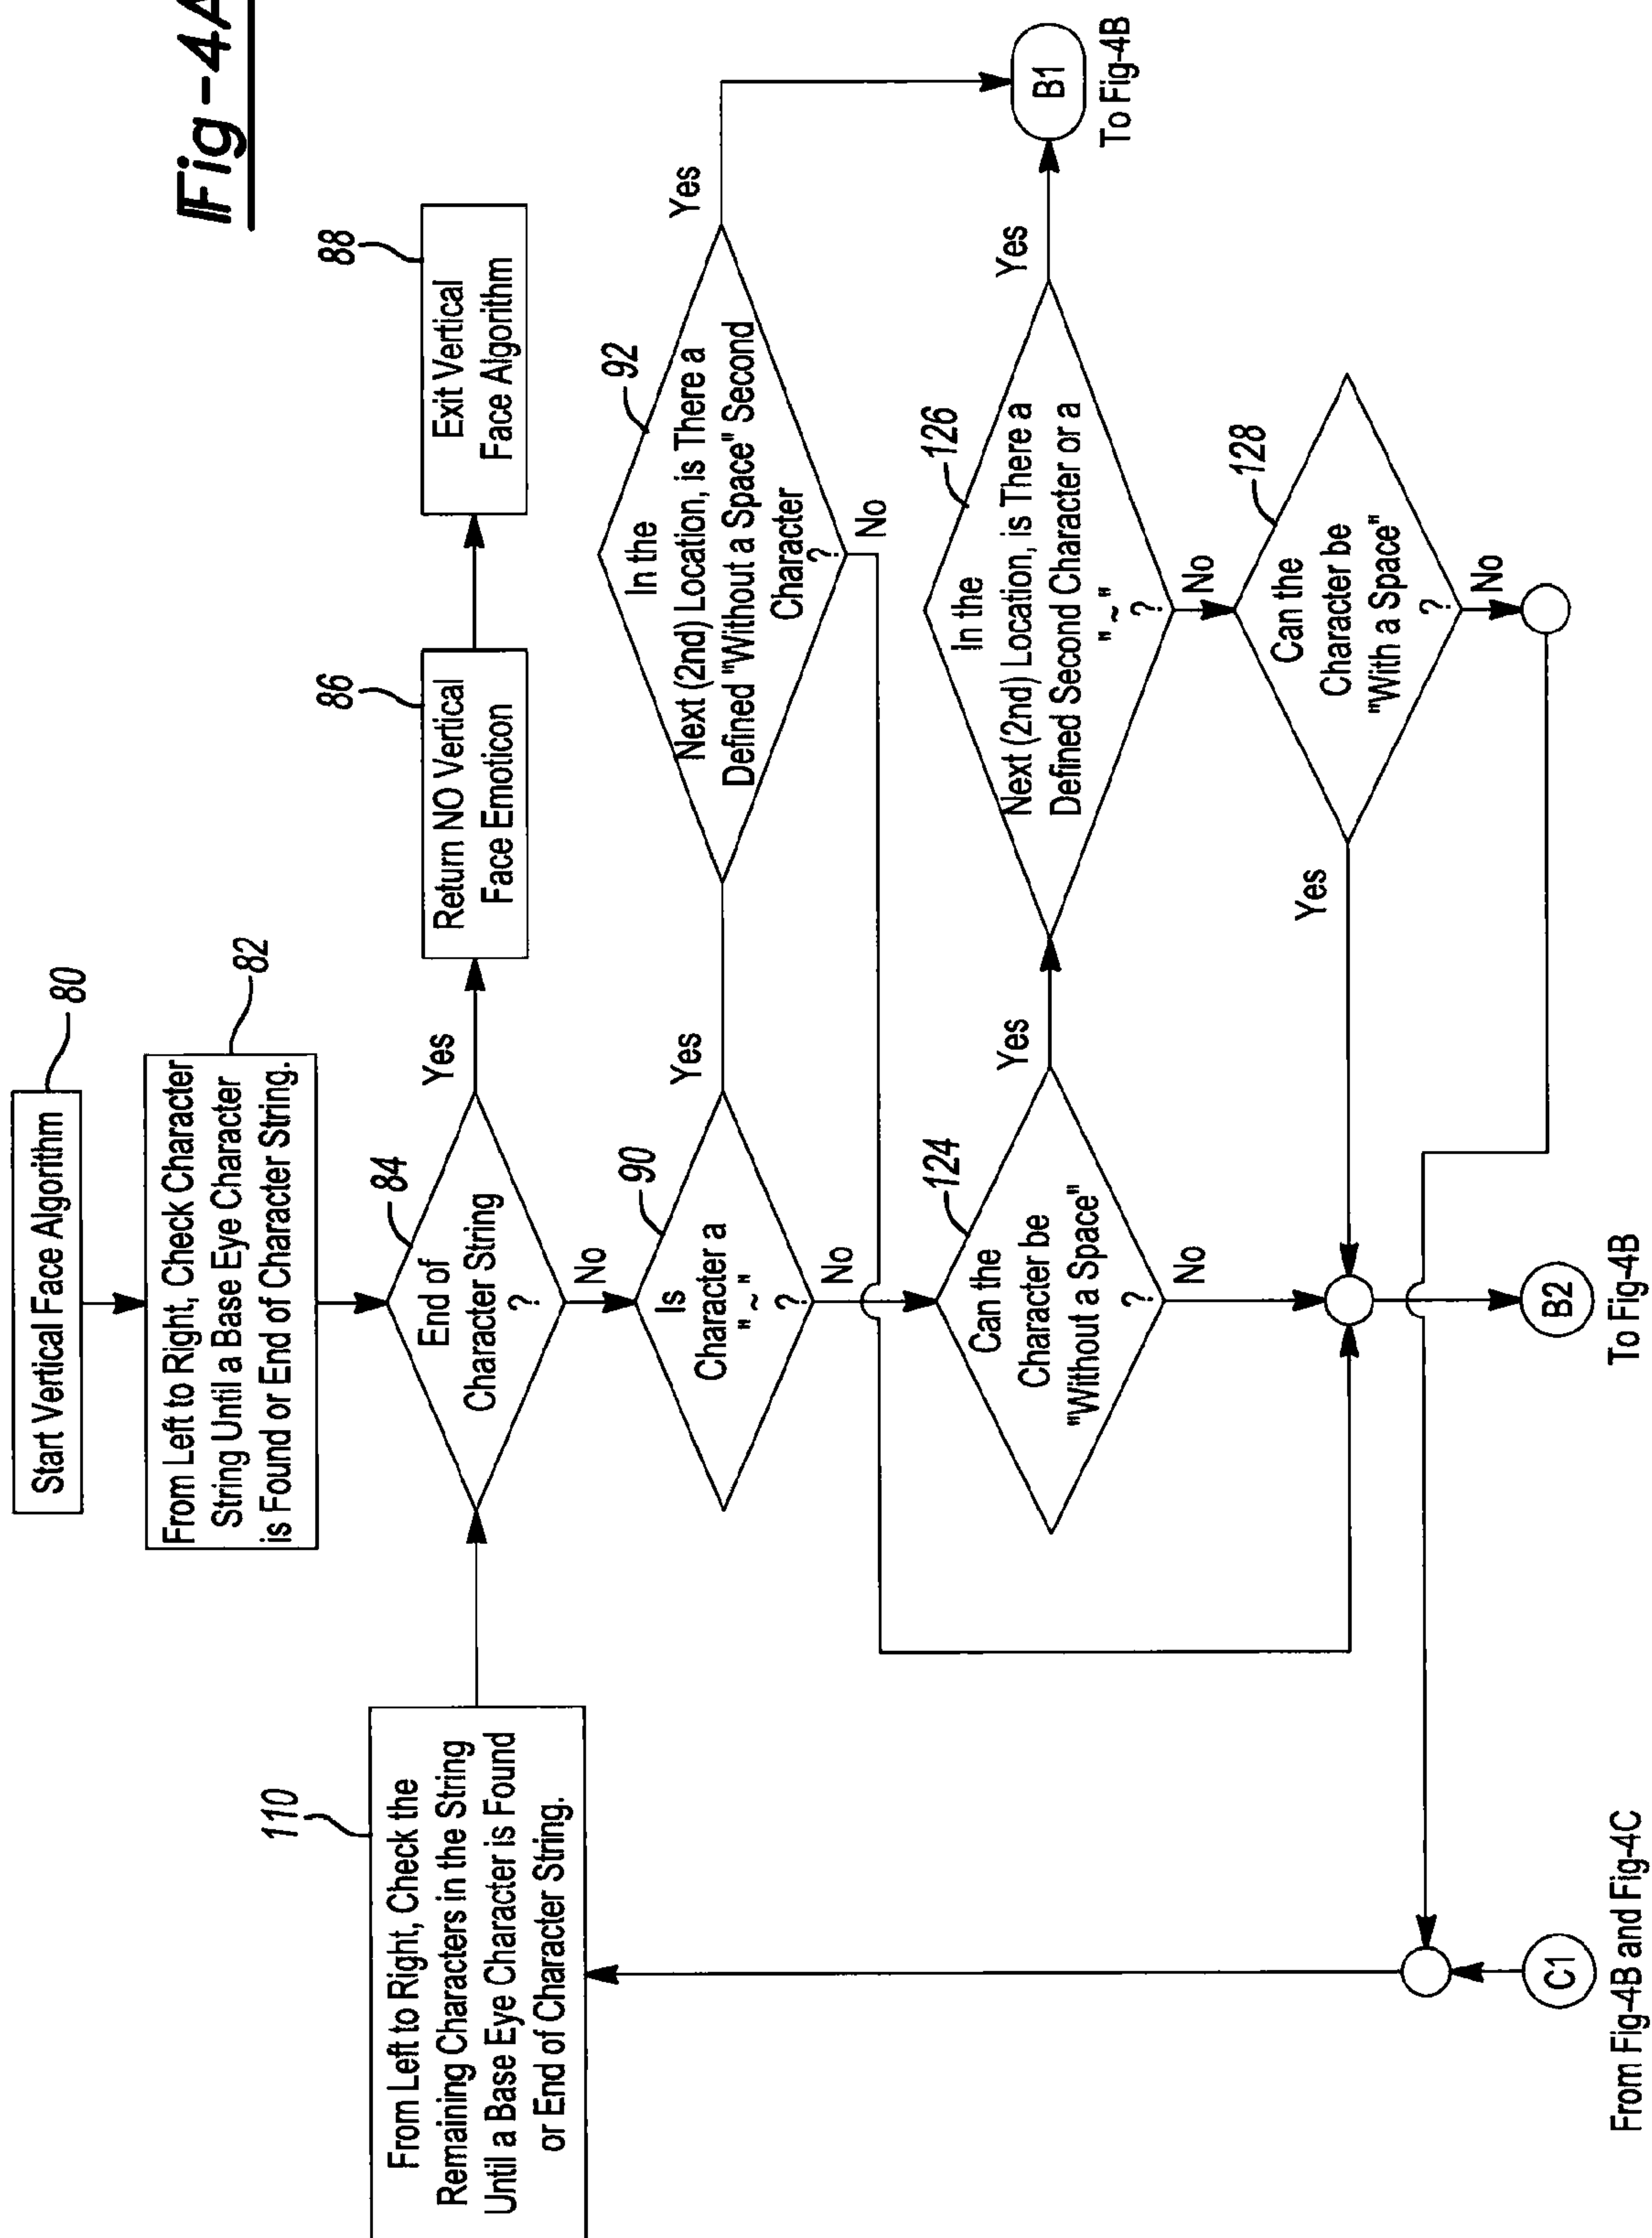 Fig-4A
80
Start Vertical Face Algorithm
82
From Left to Right, Check Character
String Until a Base Eye Character
is Found or End of Character String.
84
End of
Character String
?
Yes
No
86
Return NO Vertical
Face Emoticon
88
Exit Vertical
Face Algorithm
110
From Left to Right, Check the
Remaining Characters in the String
Until a Base Eye Character is Found
or End of Character String.
90
Is
Character a
" ~ "
?
Yes
No
92
In the
Next (2nd) Location, is There a
Defined "Without a Space" Second
Character
?
Yes
No
124
Can the
Character be
"Without a Space"
?
Yes
No
126
In the
Next (2nd) Location, is There a
Defined Second Character or a
" ~ "
?
Yes
No
B1
To Fig-4B
128
Can the
Character be
"With a Space"
?
Yes
No
C1
From Fig-4B and Fig-4C
B2
To Fig-4B